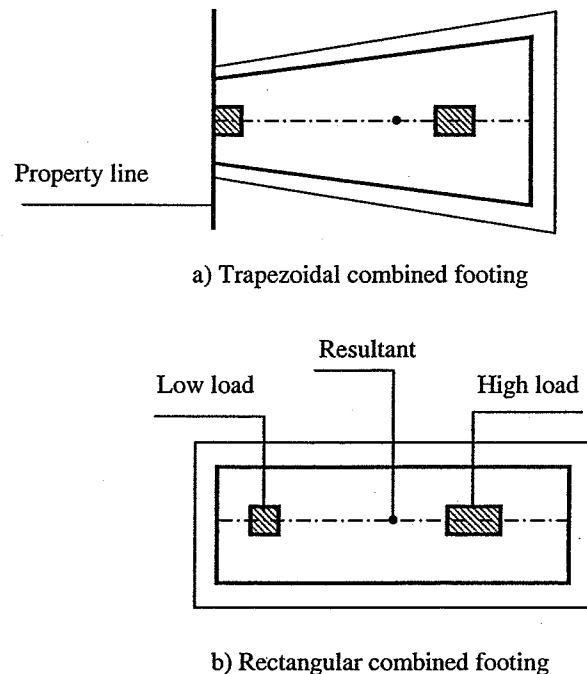 Property line
a) Trapezoidal combined footing
Resultant
Low load
High load
b) Rectangular combined footing